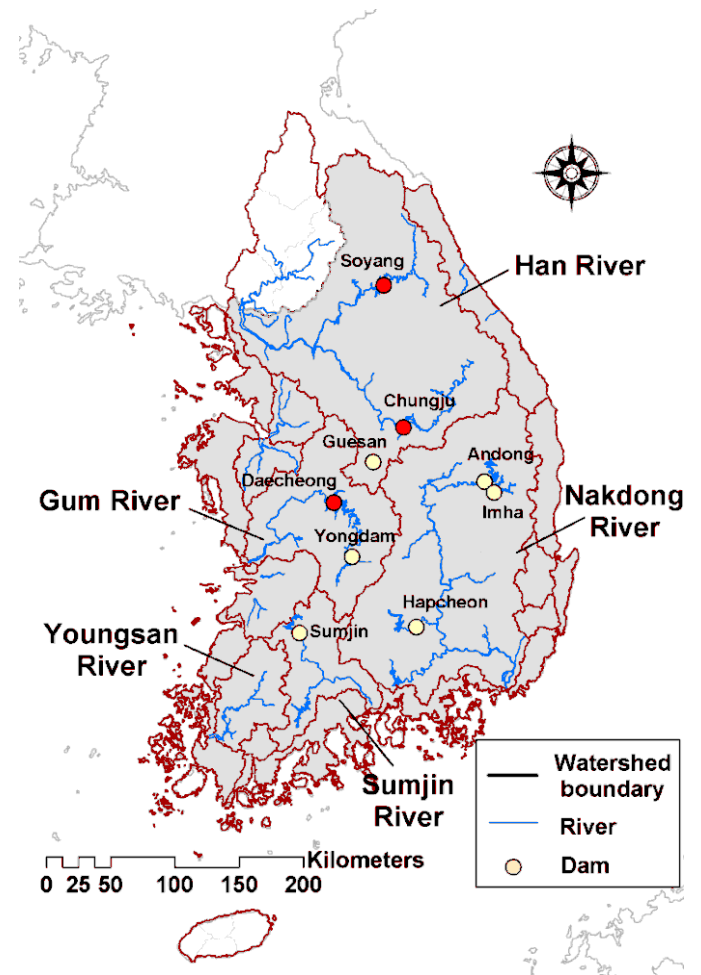 Soyang
Han River
Chungju
Guesan
Andong
Daecheong
Gum River
Nakdong
River
Imha
Yongdam
Hapcheon
Sumjin
Youngsan
River
Sumjin
River
Watershed
boundary
River
Dam
Kilometers
0 25 50 100 150 200